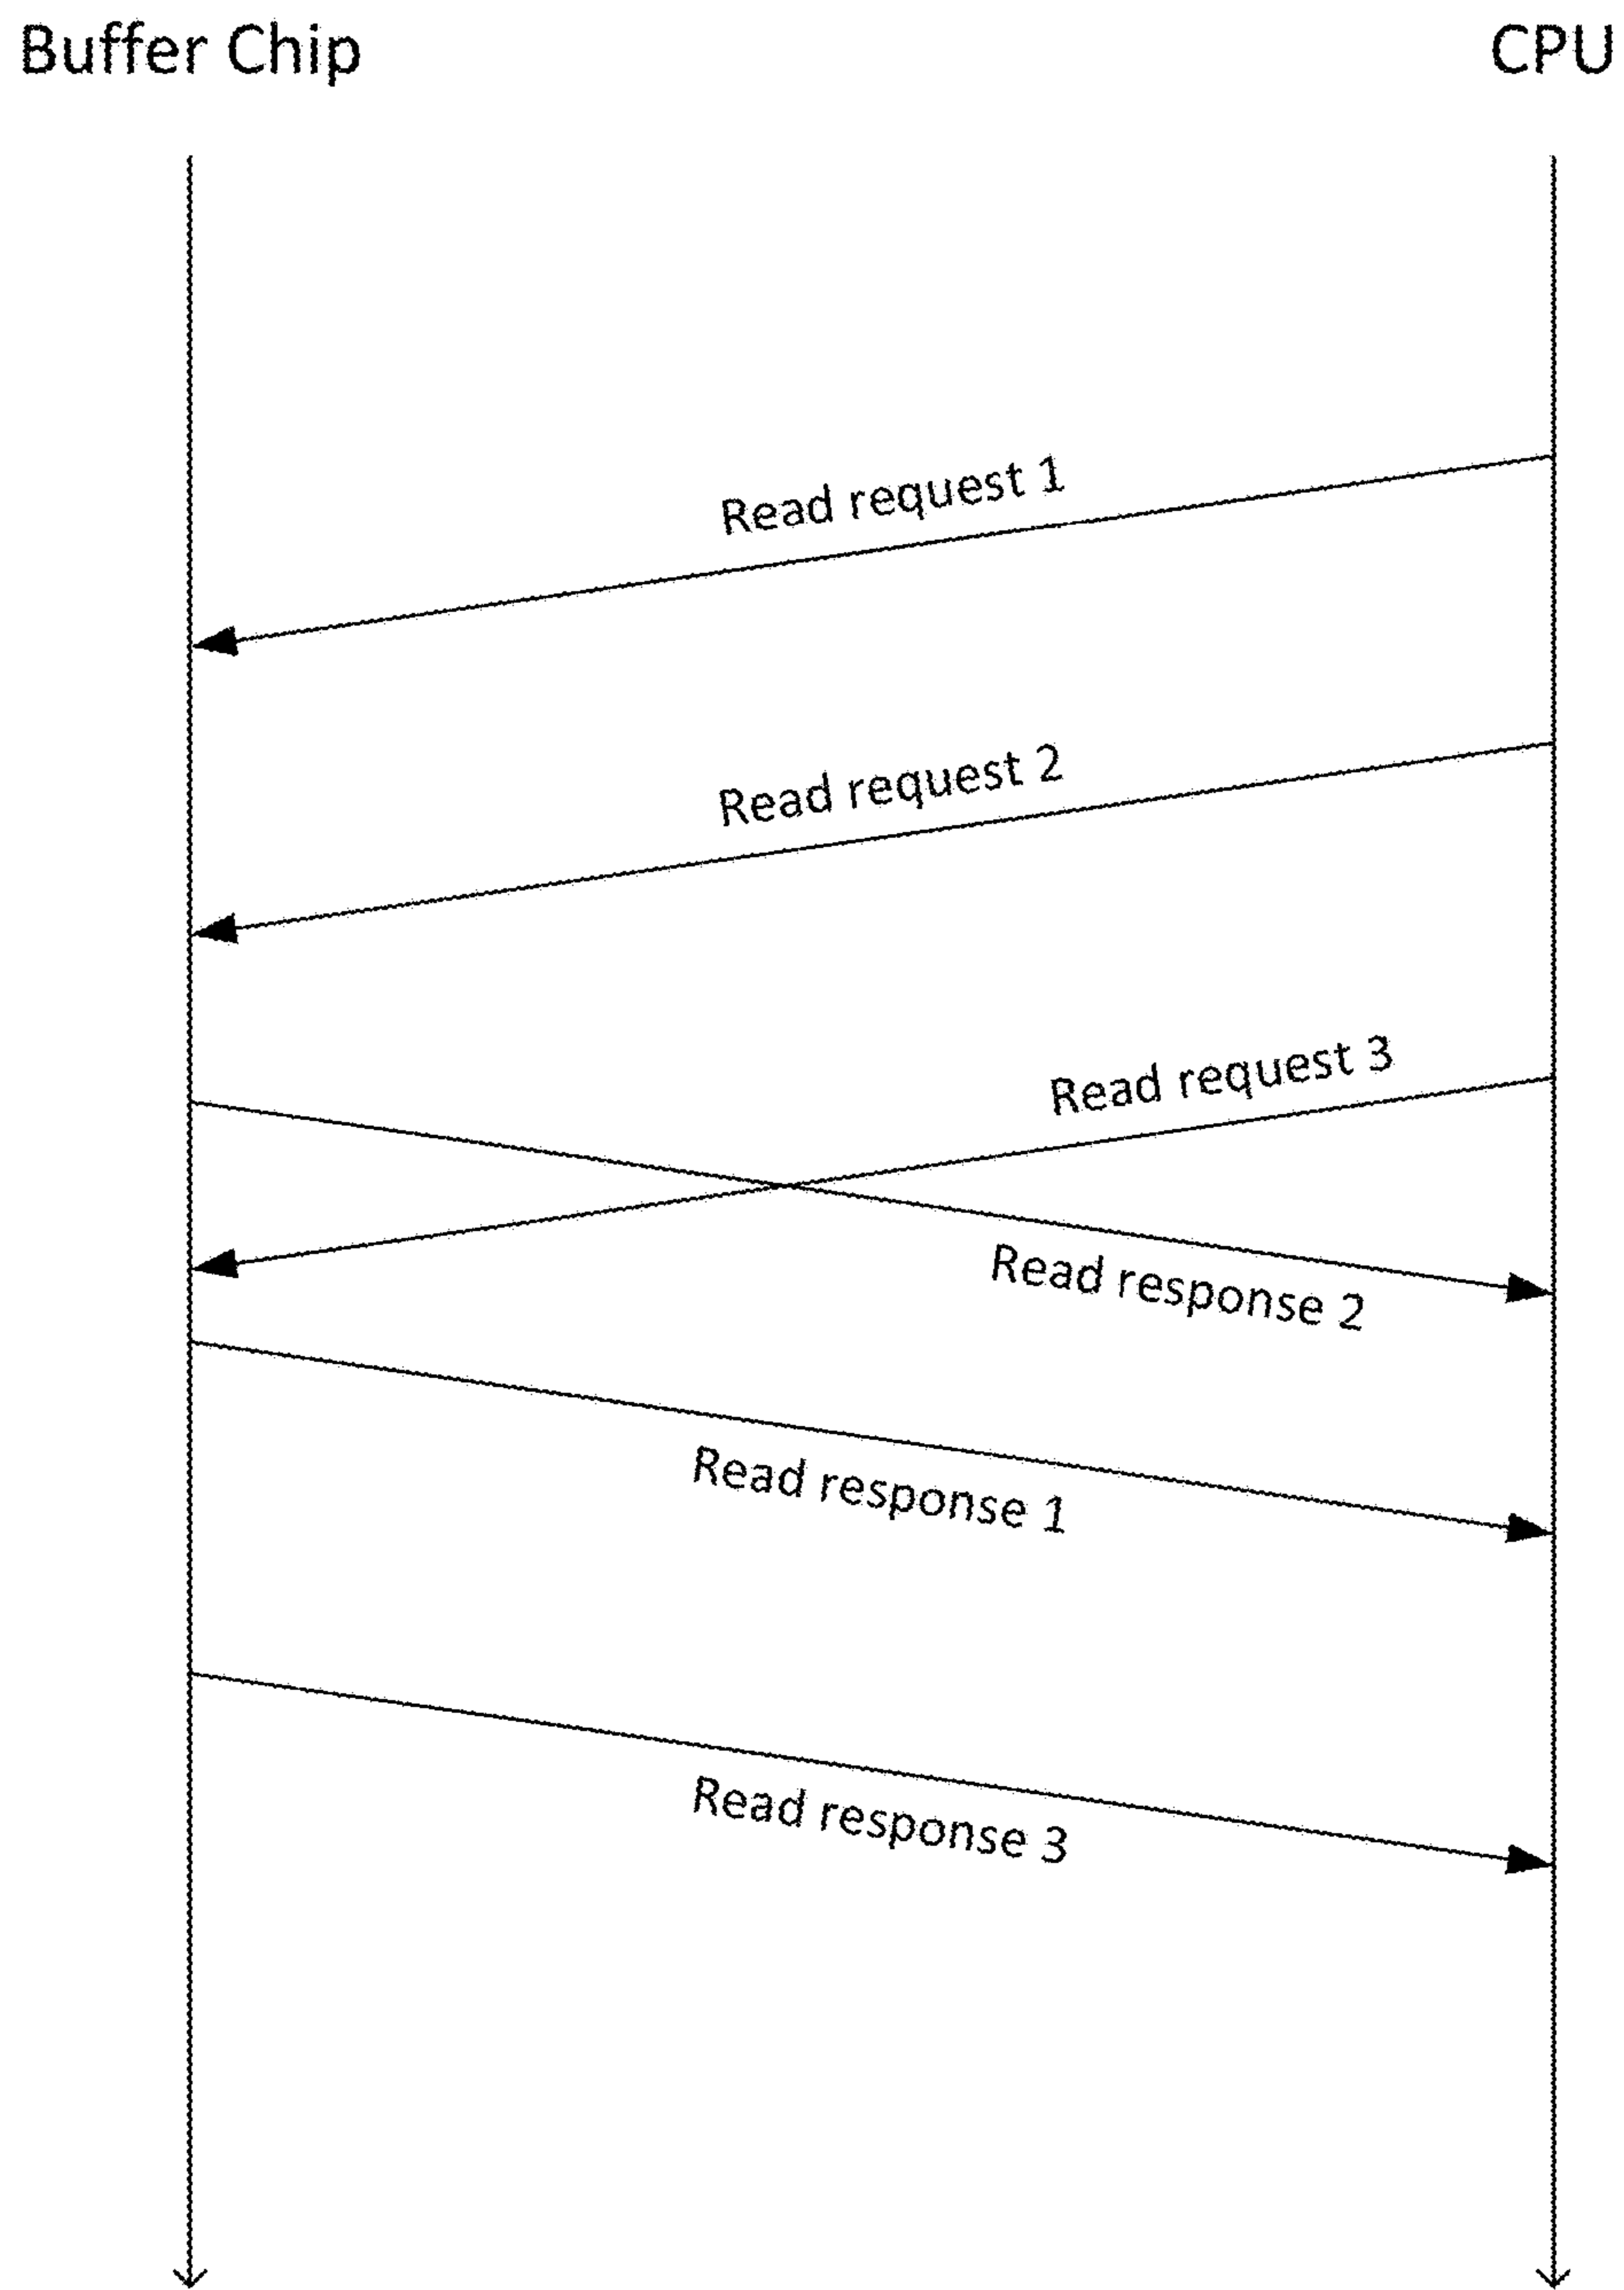 Buffer Chip
CPU
Read request 1
Read request 2
Read request 3
Read response 2
Read response 1
Read response 3